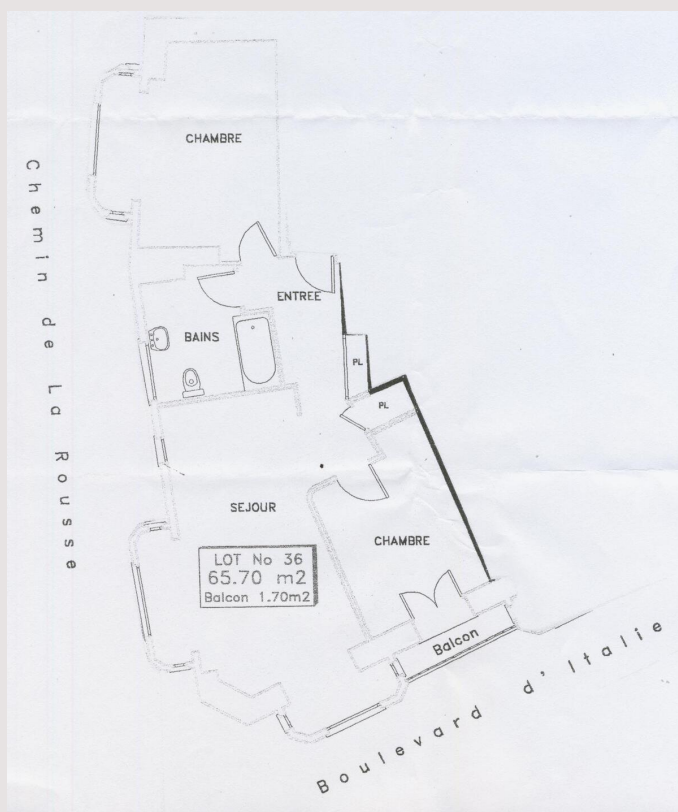 CHAMBRE
Chemin de La Rousse
ENTREE
BAINS
PL
PL
SEJOUR
CHAMBRE
LOT No 36
65.70 m2
Balcon 1.70m2
Balcon
Boulevard d'Italie